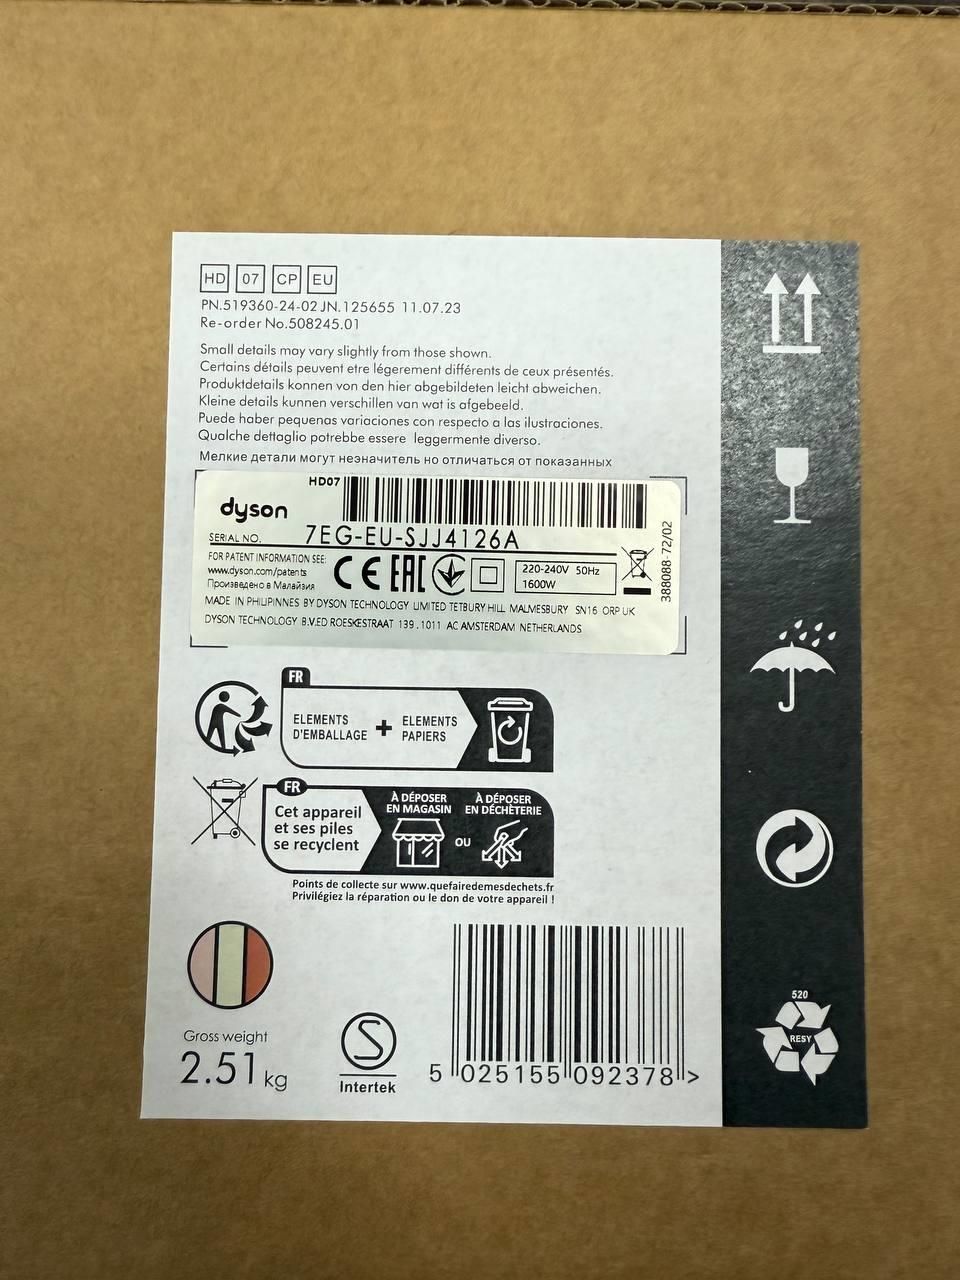 HD 07 CP EU
PN.519360-24-02 JN.125655 11.07.23
Re-order No.508245.01
Small details may vary slightly from those shown.
Certains détails peuvent etre légerement différents de ceux présentés.
Produktdetails konnen von den hier abgebildeten leicht abweichen.
Kleine details kunnen verschillen van wat is afgebeeld.
Puede haber pequenas variaciones con respecto a las ilustraciones.
Qualche dettaglio potrebbe essere leggermente diverso.
Мелкие детали могут незначитель но отличаться от показанных
HD07
dyson
SERIAL NO. 7EG-EU-SJJ4126A
FOR PATENT INFORMATION SEE:
www.dyson.com/patents
Произведено в Малайзия
CE EAC
220-240V 50Hz
1600W
388088-72/02
MADE IN PHILIPINNES BY DYSON TECHNOLOGY LIMITED TETBURY HILL MALMESBURY SN16 ORP UK
DYSON TECHNOLOGY B.V.ED ROESKESTRAAT 139.1011 AC AMSTERDAM NETHERLANDS
FR
ELEMENTS D'EMBALLAGE + ELEMENTS PAPIERS
FR
Cet appareil
et ses piles
se recyclent
À DÉPOSER EN MAGASIN
OU
À DÉPOSER EN DÉCHÈTERIE
Points de collecte sur www.quefairedemesdechets.fr
Privilégiez la réparation ou le don de votre appareil !
Gross weight
2.51 kg
S
Intertek
5 025155 092378 >
520
RESY